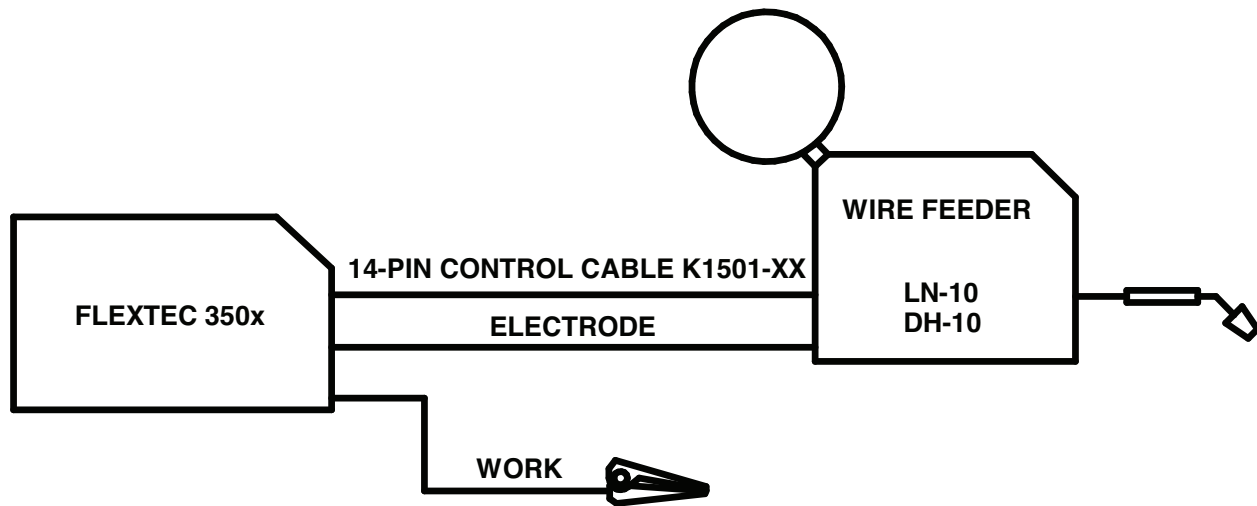 WIRE FEEDER
14-PIN CONTROL CABLE K1501-XX
FLEXTEC 350x
LN-10
DH-10
ELECTRODE
WORK